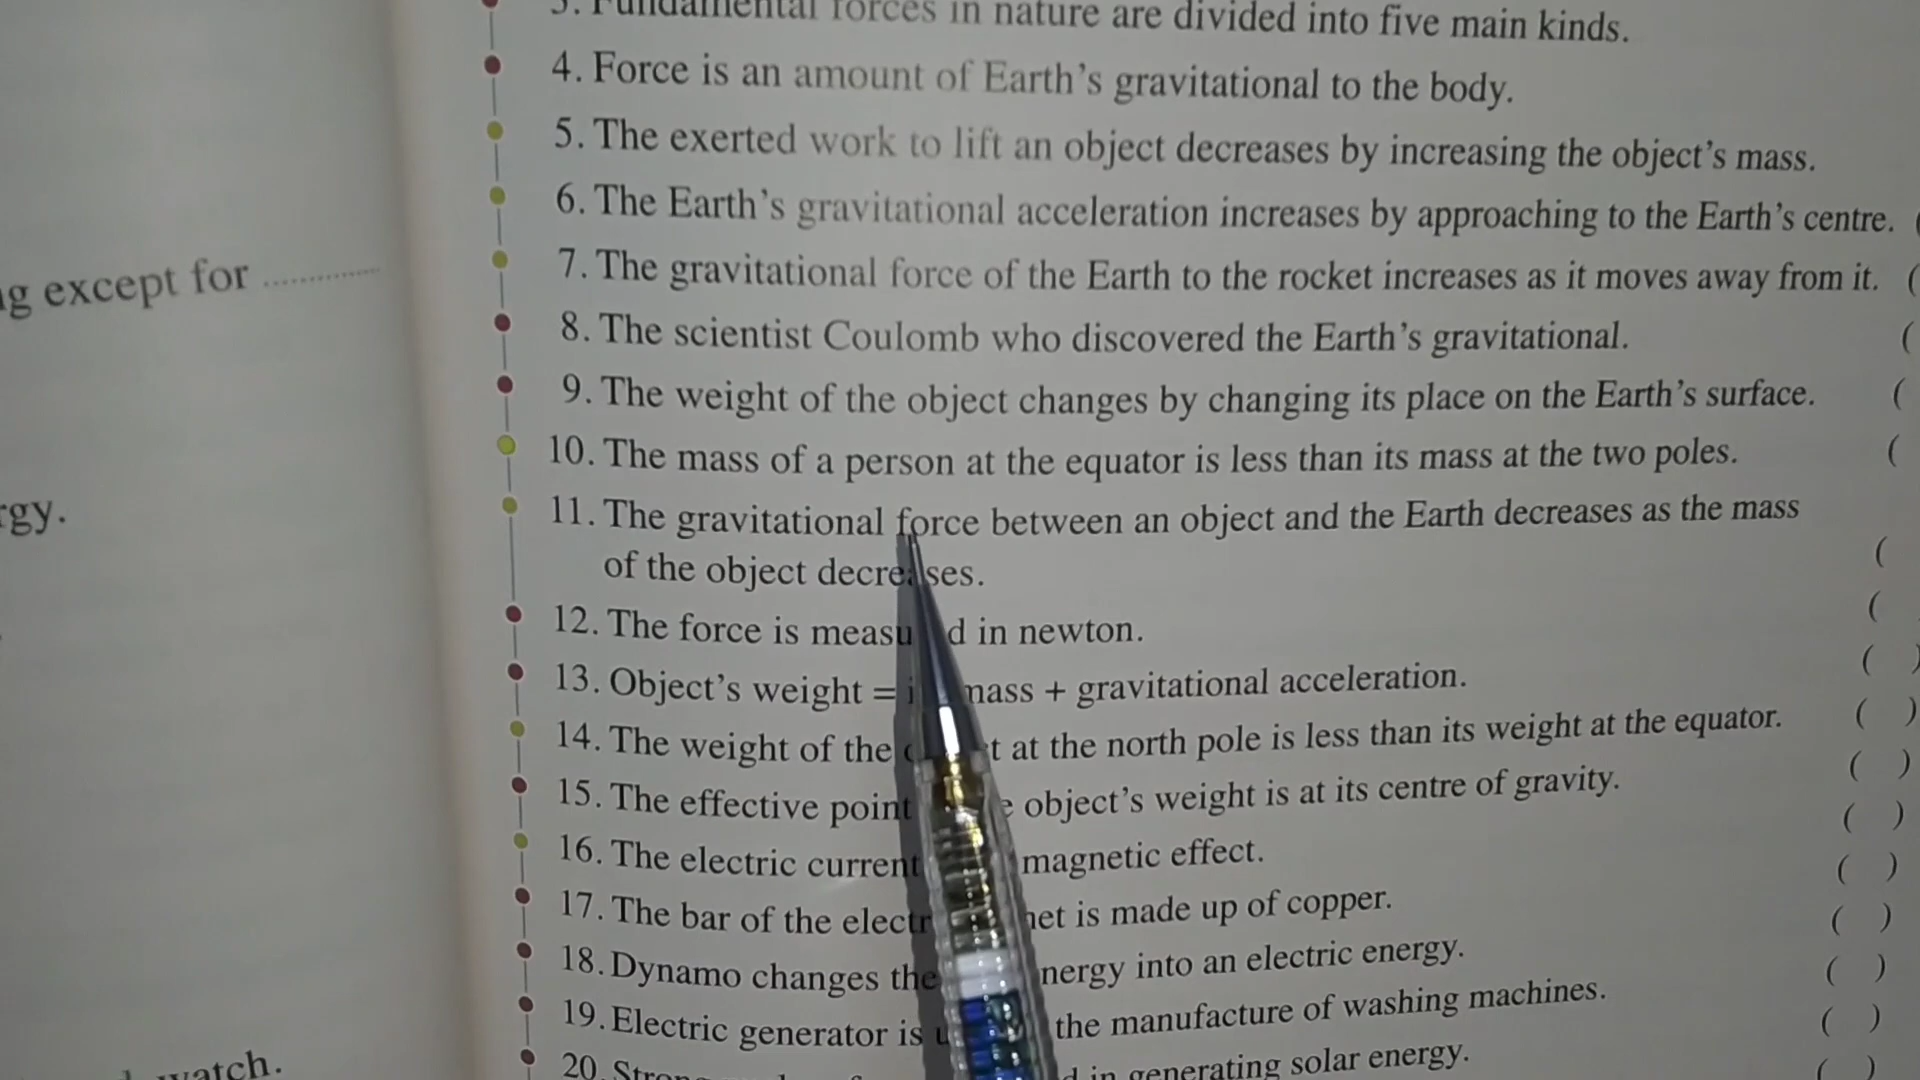 3. Fundamental forces in nature are divided into five main kinds.
4. Force is an amount of Earth's gravitational to the body.
5. The exerted work to lift an object decreases by increasing the object's mass.
6. The Earth's gravitational acceleration increases by approaching to the Earth's centre. (
except for ............
7. The gravitational force of the Earth to the rocket increases as it moves away from it. (
8. The scientist Coulomb who discovered the Earth's gravitational. (
9. The weight of the object changes by changing its place on the Earth's surface. (
10. The mass of a person at the equator is less than its mass at the two poles. (
11. The gravitational force between an object and the Earth decreases as the mass
of the object decreases. (
12. The force is measured in newton. (
13. Object's weight = mass + gravitational acceleration. ( )
14. The weight of the at the north pole is less than its weight at the equator. ( )
15. The effective point object's weight is at its centre of gravity. ( )
16. The electric current magnetic effect. ( )
17. The bar of the is made up of copper. ( )
18. Dynamo changes the into an electric energy. ( )
19. Electric generator is the manufacture of washing machines. ( )
20. in generating solar energy. ( )
watch.